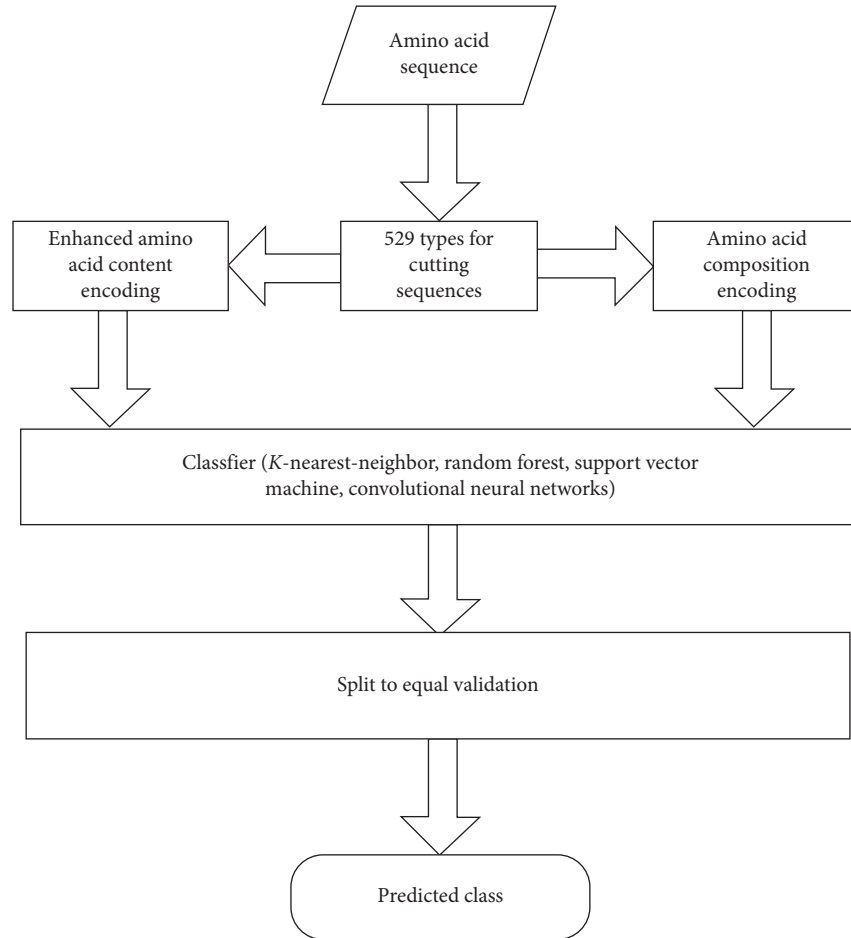 Amino acid
sequence
Enhanced amino
acid content
encoding
529 types for
cutting
sequences
Amino acid
composition
encoding
Classfier (K-nearest-neighbor, random forest, support vector
machine, convolutional neural networks)
Split to equal validation
Predicted class